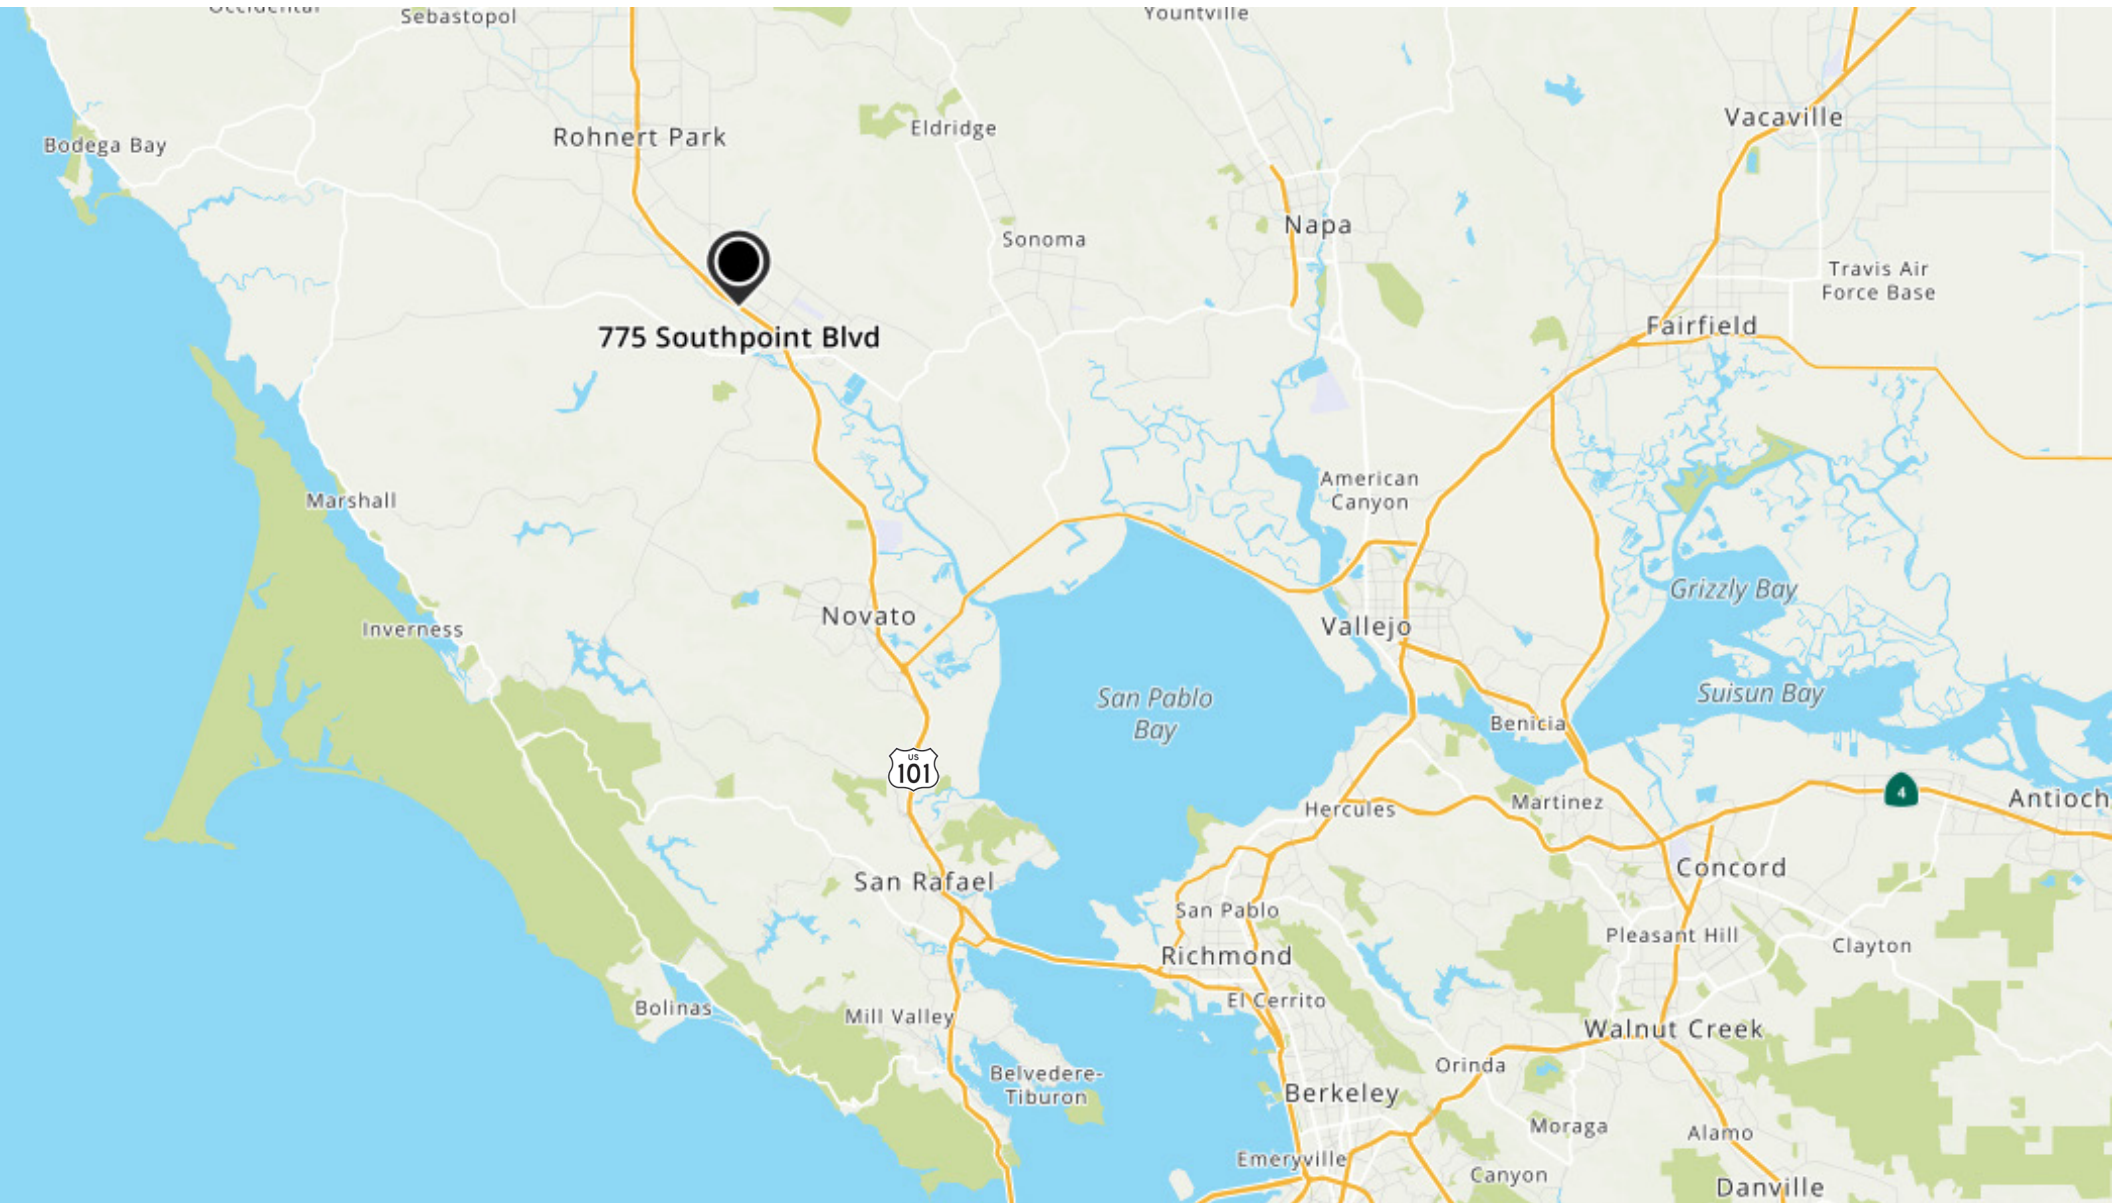 Occidental
Sebastopol
Yountville
Vacaville
Rohnert Park
Eldridge
Bodega Bay
Napa
Sonoma
Travis Air
Force Base
Fairfield
775 Southpoint Blvd
American
Canyon
Marshall
Grizzly Bay
Novato
Vallejo
Inverness
San Pablo
Bay
Suisun Bay
Benicia
US
101
4
Hercules
Martinez
Antioch
Concord
San Rafael
San Pablo
Pleasant Hill
Clayton
Richmond
El Cerrito
Bolinas
Mill Valley
Walnut Creek
Orinda
Belvedere-
Tiburon
Berkeley
Moraga
Alamo
Emeryville
Canyon
Danville